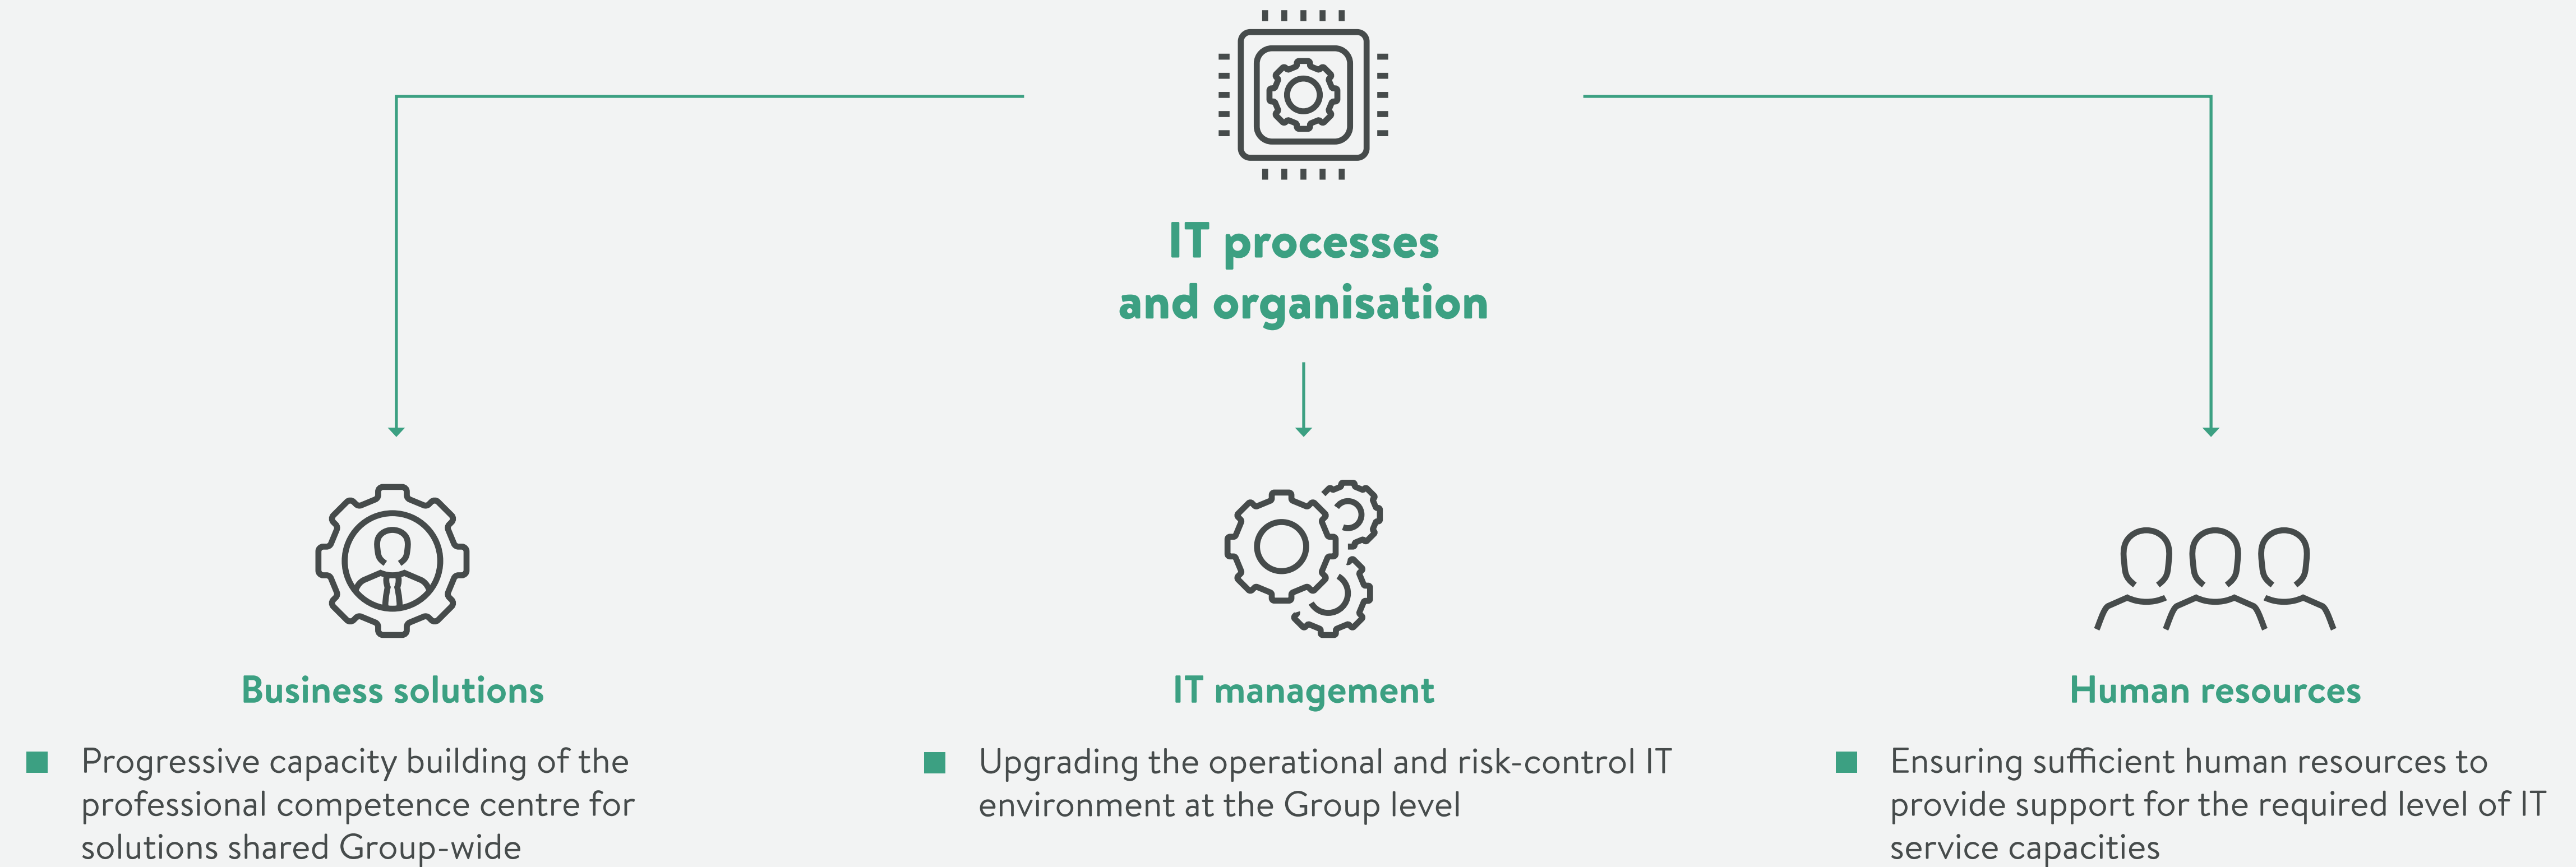 IT processes
and organisation
Business solutions
Progressive capacity building of the
professional competence centre for
solutions shared Group-wide
IT management
Upgrading the operational and risk-control IT
environment at the Group level
Human resources
Ensuring sufficient human resources to
provide support for the required level of IT
service capacities